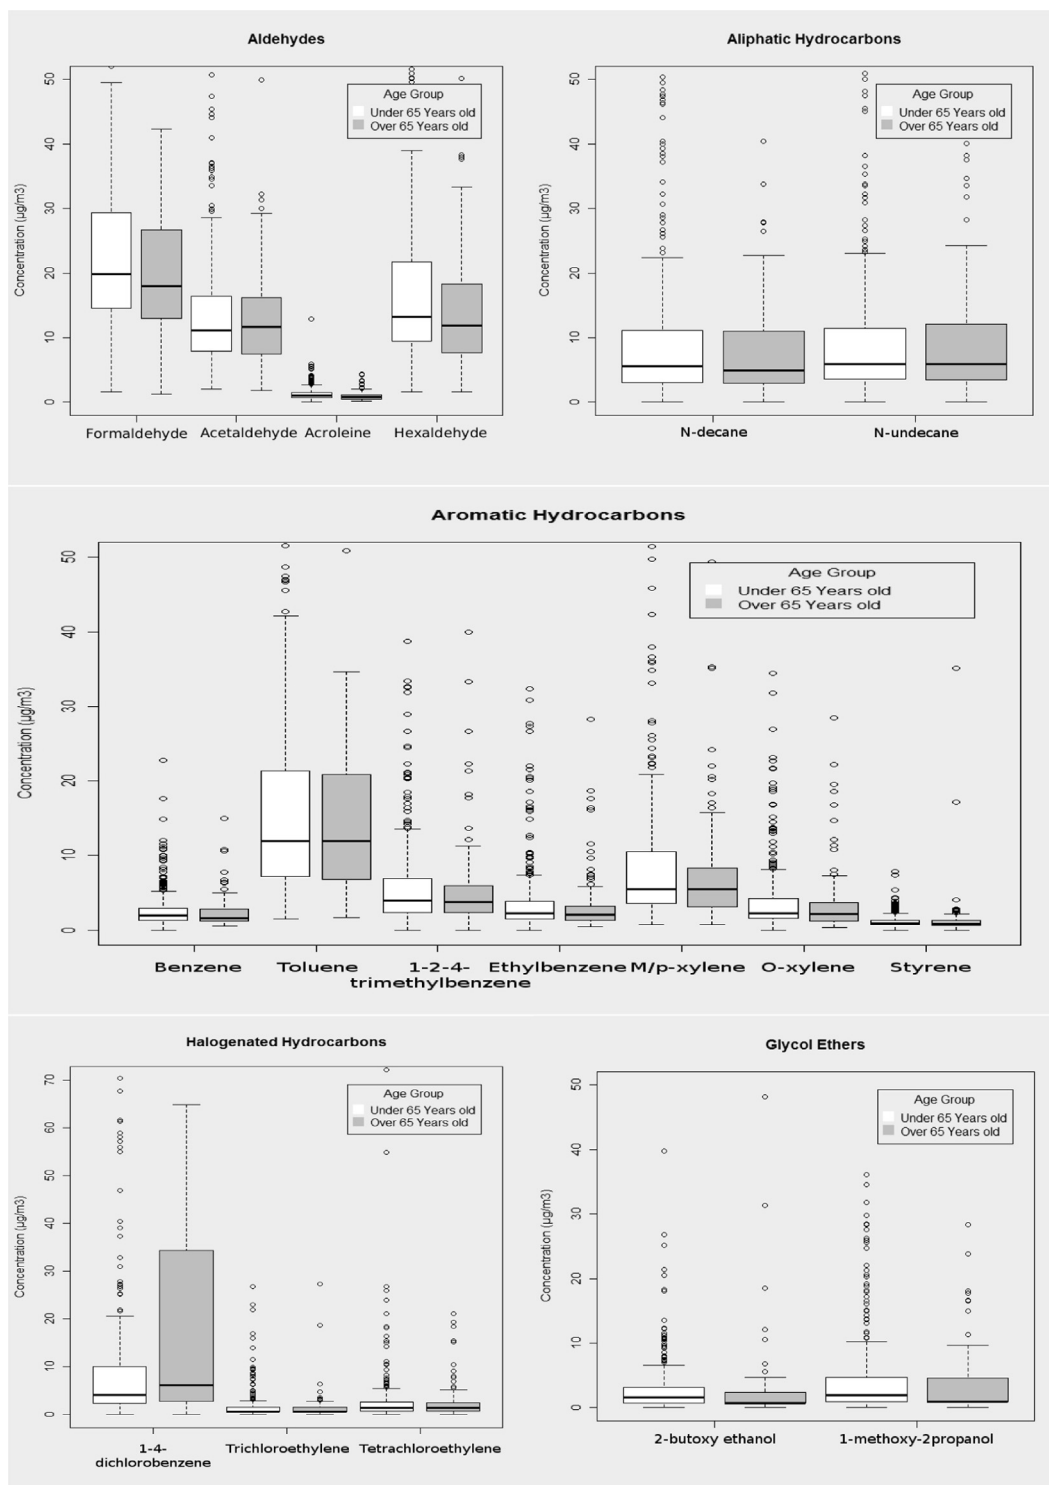 Aldehydes
Concentration (µg/m3)
50
40
30
20
10
0
Age Group
Under 65 Years old
Over 65 Years old
Formaldehyde Acetaldehyde Acroleine Hexaldehyde
Aliphatic Hydrocarbons
Concentration (µg/m3)
50
40
30
20
10
0
Age Group
Under 65 Years old
Over 65 Years old
N-decane N-undecane
Aromatic Hydrocarbons
Concentration (µg/m3)
50
40
30
20
10
0
Age Group
Under 65 Years old
Over 65 Years old
Benzene Toluene 1-2-4- Ethylbenzene M/p-xylene O-xylene Styrene
trimethylbenzene
Halogenated Hydrocarbons
Concentration (µg/m3)
70
60
50
40
30
20
10
0
Age Group
Under 65 Years old
Over 65 Years old
1-4- Trichloroethylene Tetrachloroethylene
dichlorobenzene
Glycol Ethers
Concentration (µg/m3)
50
40
30
20
10
0
Age Group
Under 65 Years old
Over 65 Years old
2-butoxy ethanol 1-methoxy-2propanol